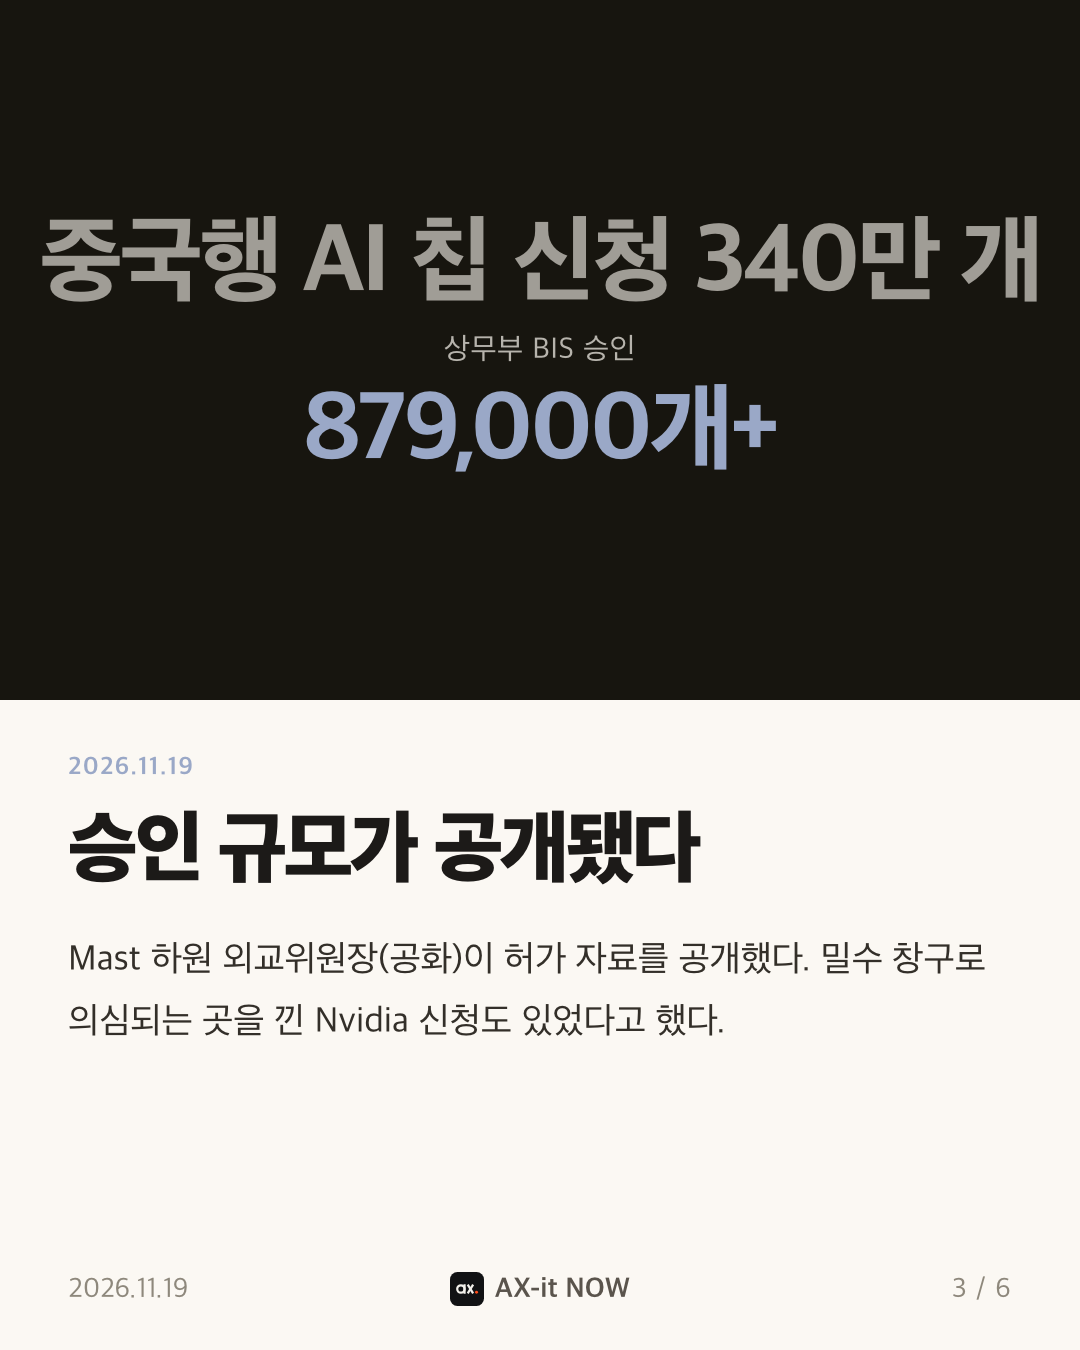 중국행 AI 칩 신청 340만 개
상무부 BIS 승인
879,000개+
2026.11.19
승인 규모가 공개됐다
Mast 하원 외교위원장(공화)이 허가 자료를 공개했다. 밀수 창구로
의심되는 곳을 낀 Nvidia 신청도 있었다고 했다.
2026.11.19
ax. AX-it NOW
3 / 6